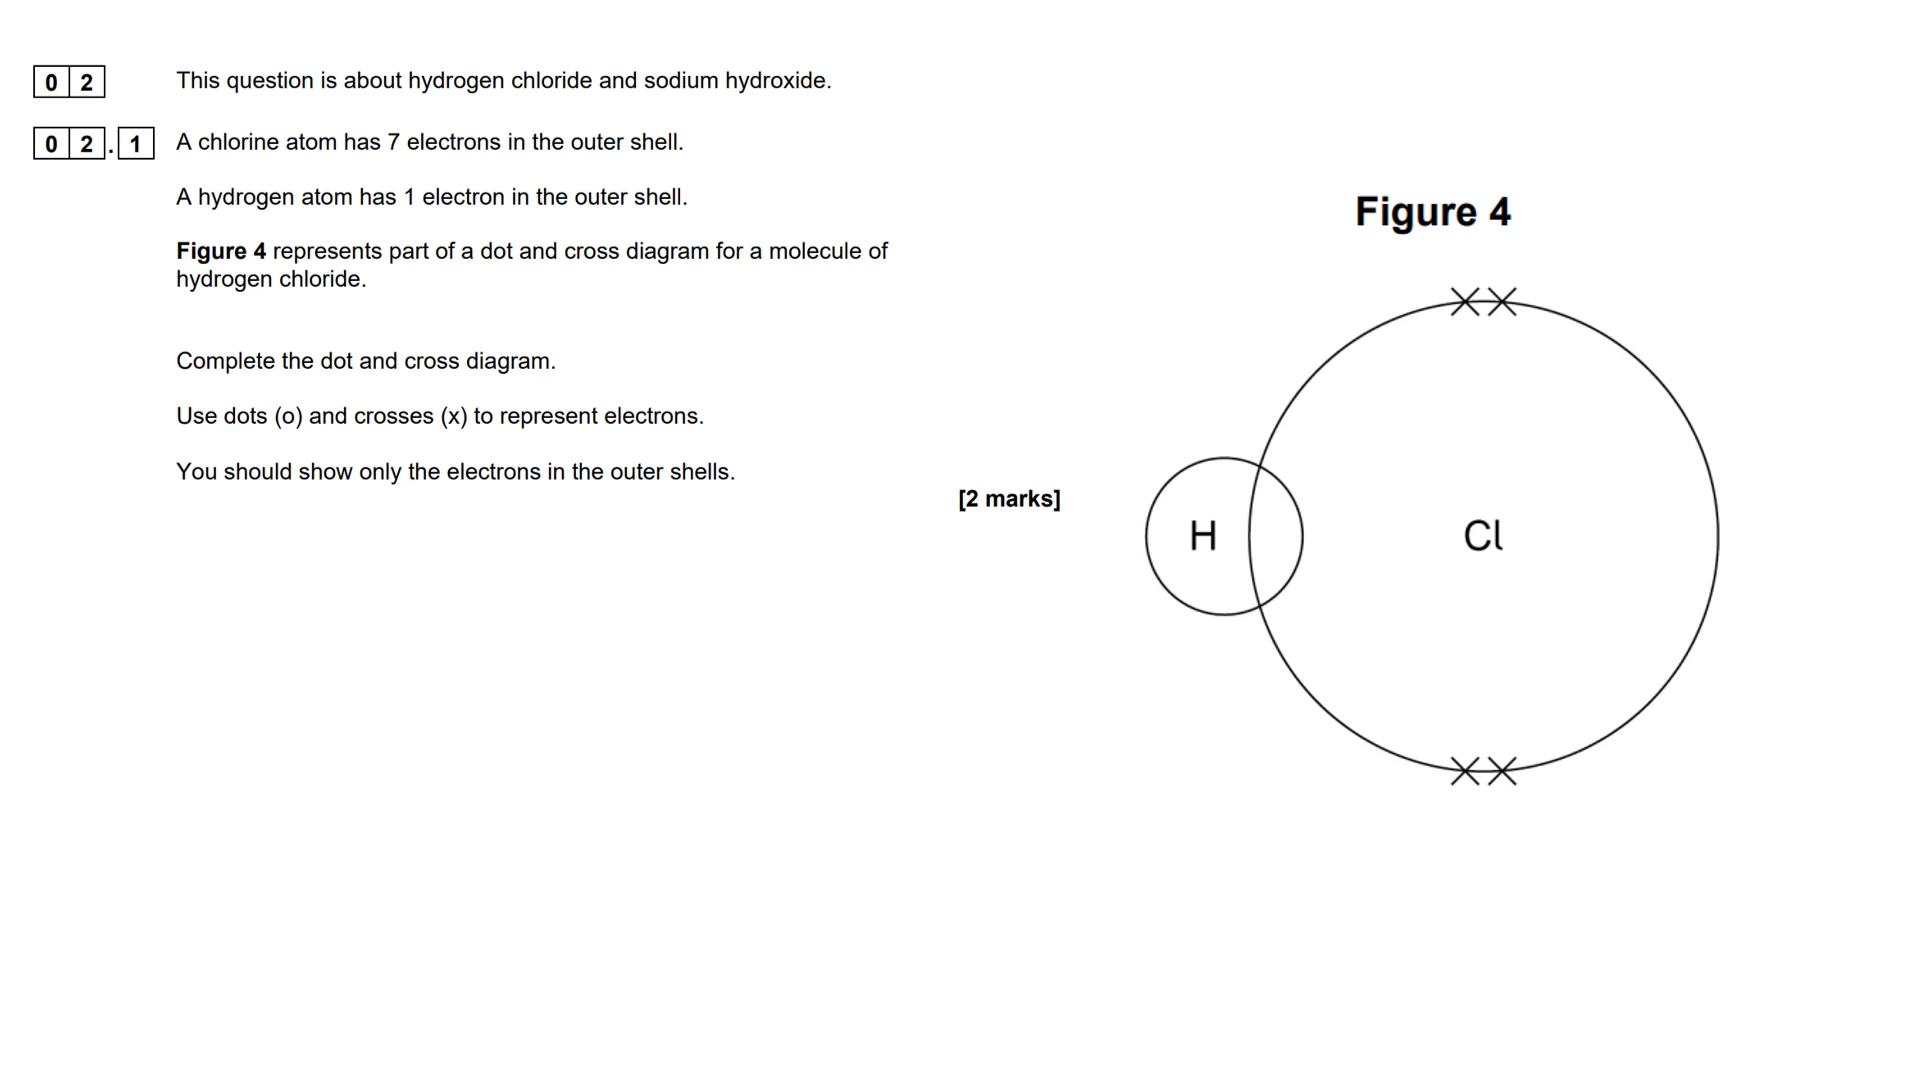 0 2 This question is about hydrogen chloride and sodium hydroxide.
0 2 . 1 A chlorine atom has 7 electrons in the outer shell.
A hydrogen atom has 1 electron in the outer shell.
Figure 4 represents part of a dot and cross diagram for a molecule of
hydrogen chloride.
Complete the dot and cross diagram.
Use dots (o) and crosses (x) to represent electrons.
You should show only the electrons in the outer shells.
[2 marks]
Figure 4
H
Cl